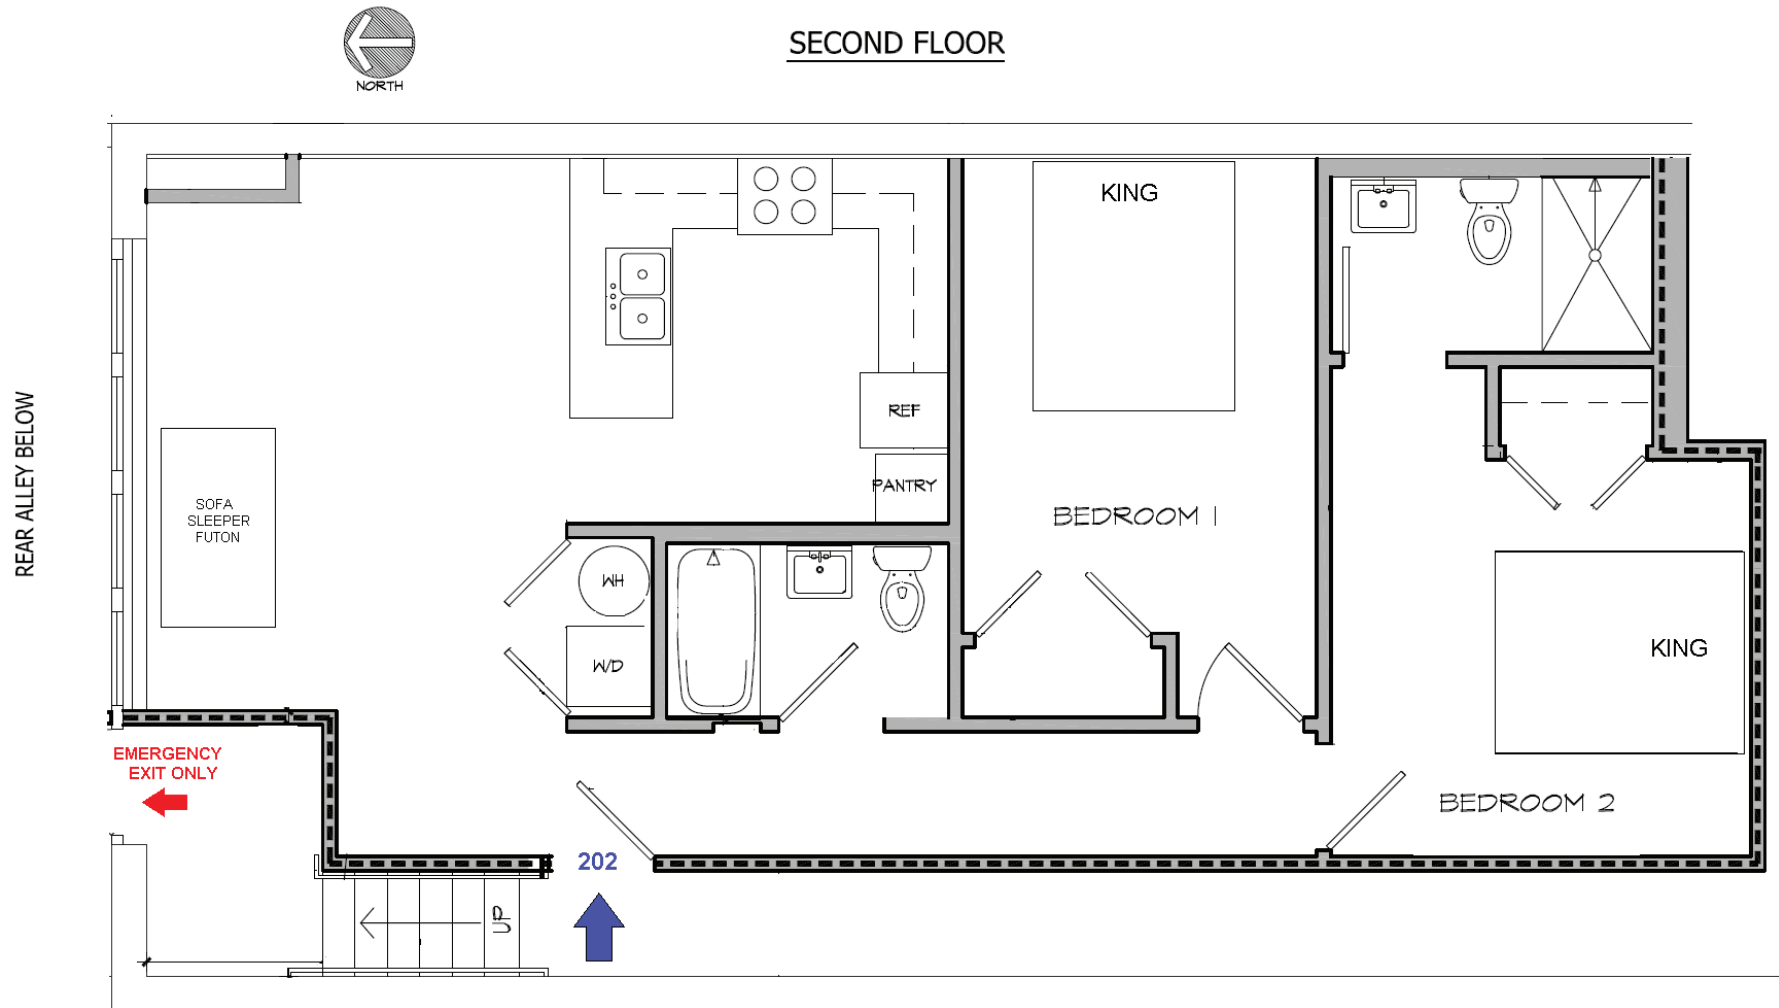 SECOND FLOOR
NORTH
KING
REF
PANTRY
REAR ALLEY BELOW
SOFA
SLEEPER
FUTON
BEDROOM 1
WH
W/D
KING
EMERGENCY
EXIT ONLY
BEDROOM 2
202
UP